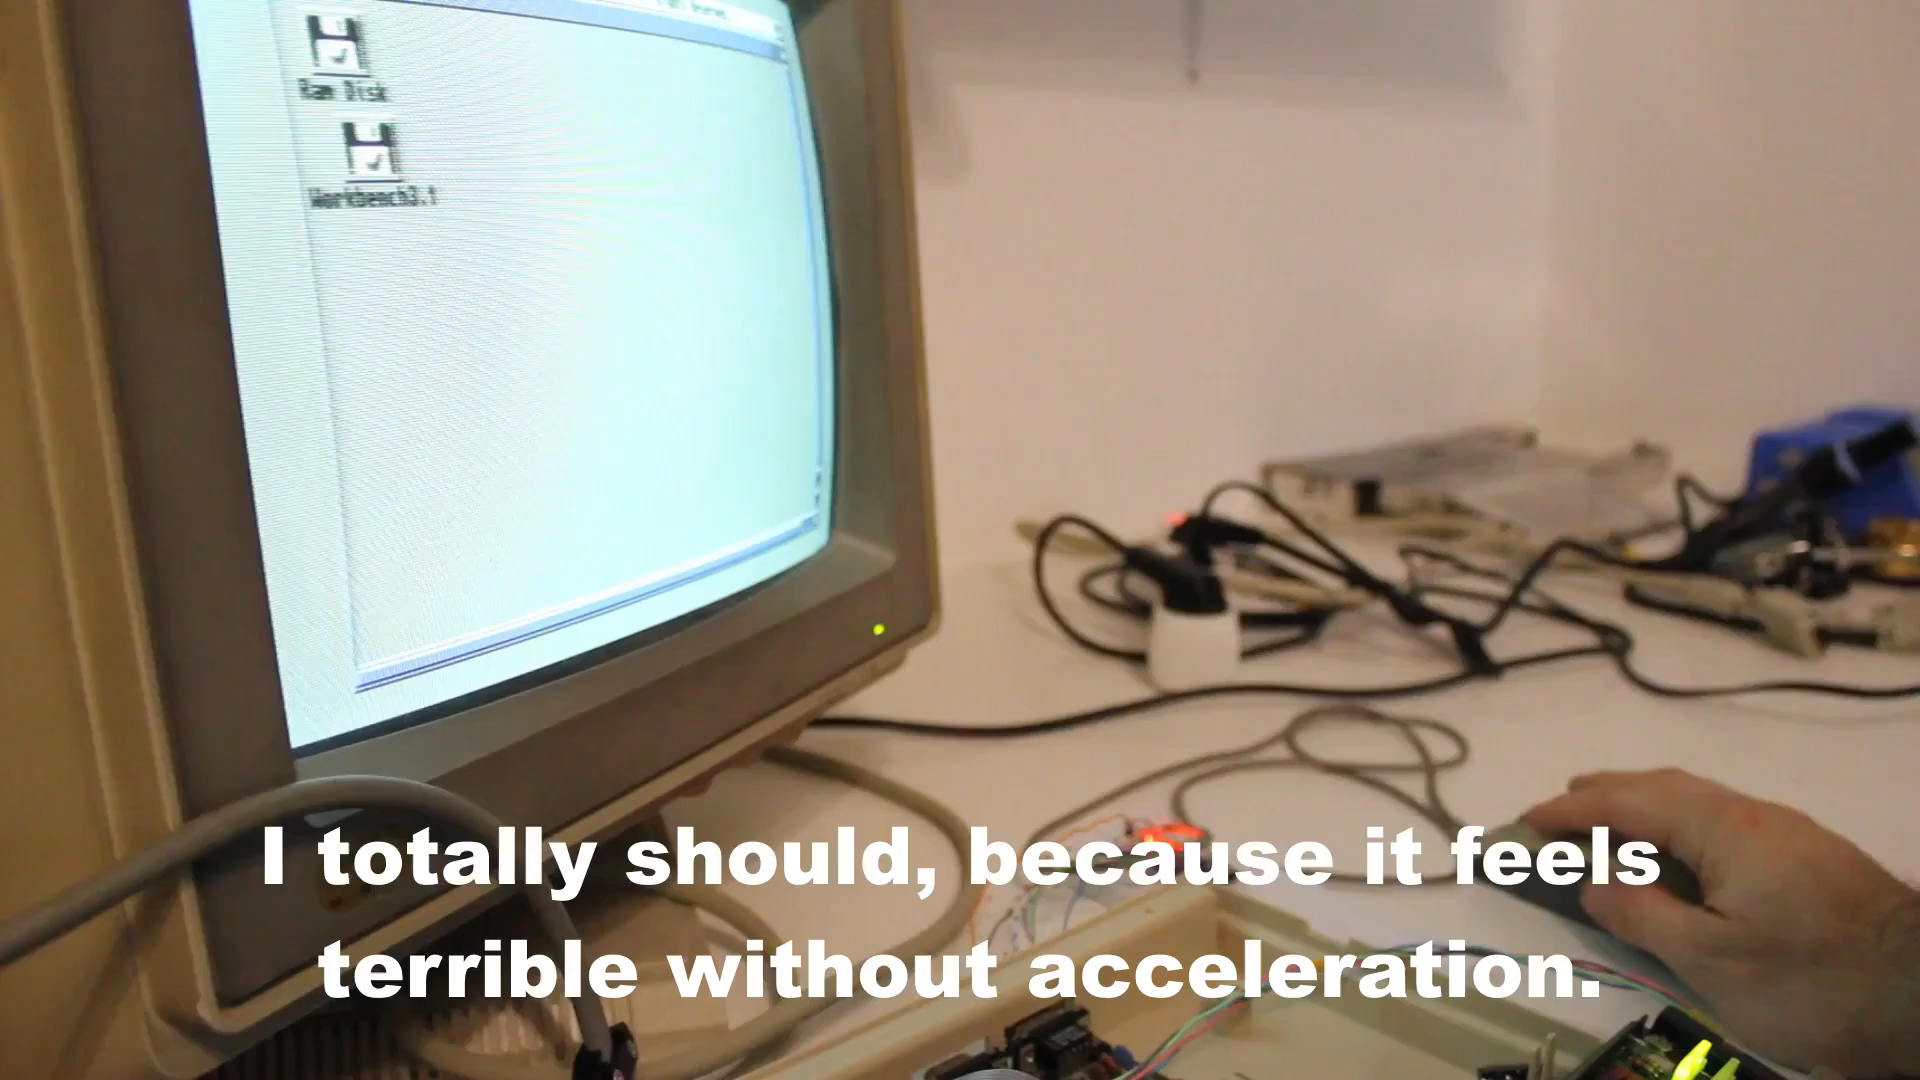 Ram Disk
Workbench3.1
I totally should, because it feels
terrible without acceleration.